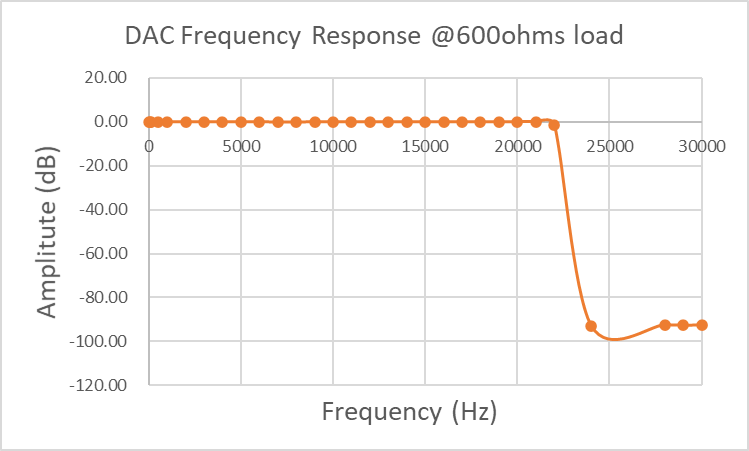 DAC Frequency Response @600ohms load
20.00
0.00
0 5000 10000 15000 20000 25000 30000
-20.00
-40.00
-60.00
-80.00
-100.00
-120.00
Amplitute (dB)
Frequency (Hz)